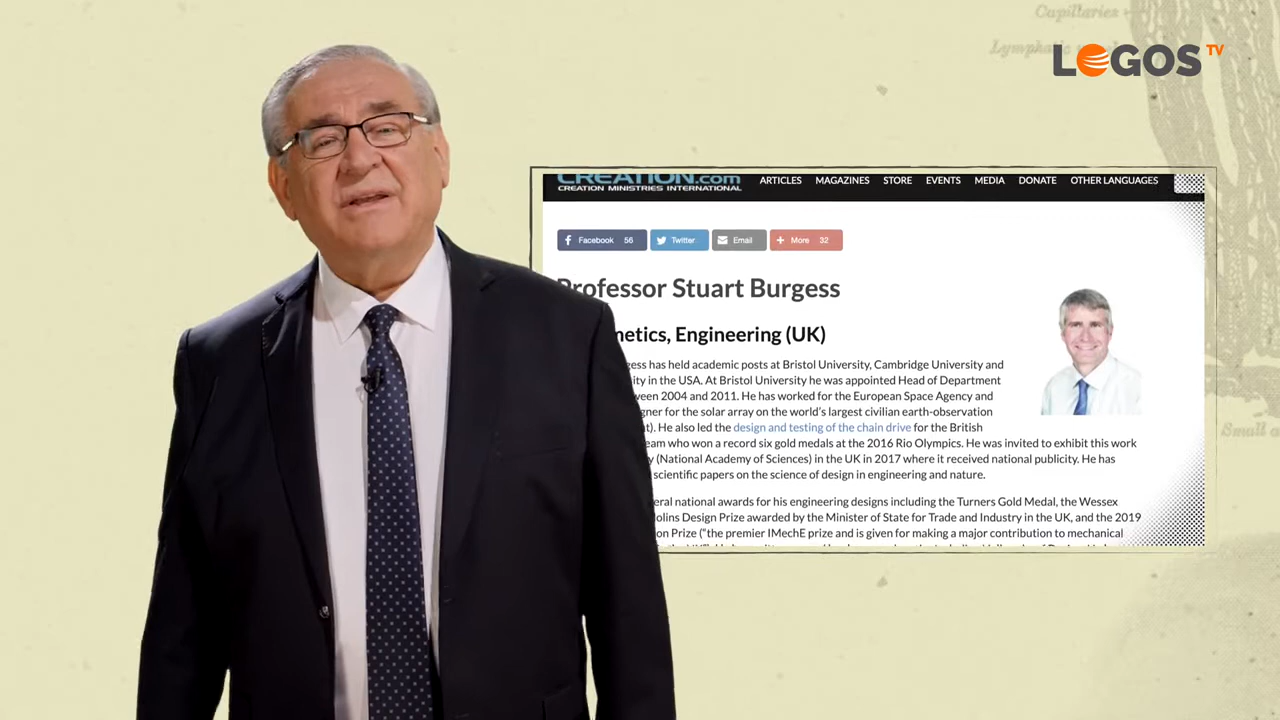 Capillaries
LOGOS TV
CREATION.com
CREATION MINISTRIES INTERNATIONAL
ARTICLES MAGAZINES STORE EVENTS MEDIA DONATE OTHER LANGUAGES
Facebook 56 Twitter Email More 32
Professor Stuart Burgess
netics, Engineering (UK)
ess has held academic posts at Bristol University, Cambridge University and
ity in the USA. At Bristol University he was appointed Head of Department
ween 2004 and 2011. He has worked for the European Space Agency and
gner for the solar array on the world's largest civilian earth-observation
nt). He also led the design and testing of the chain drive for the British
eam who won a record six gold medals at the 2016 Rio Olympics. He was invited to exhibit this work
y (National Academy of Sciences) in the UK in 2017 where it received national publicity. He has
scientific papers on the science of design in engineering and nature.
Small a
eral national awards for his engineering designs including the Turners Gold Medal, the Wessex
olins Design Prize awarded by the Minister of State for Trade and Industry in the UK, and the 2019
on Prize ("the premier IMechE prize and is given for making a major contribution to mechanical